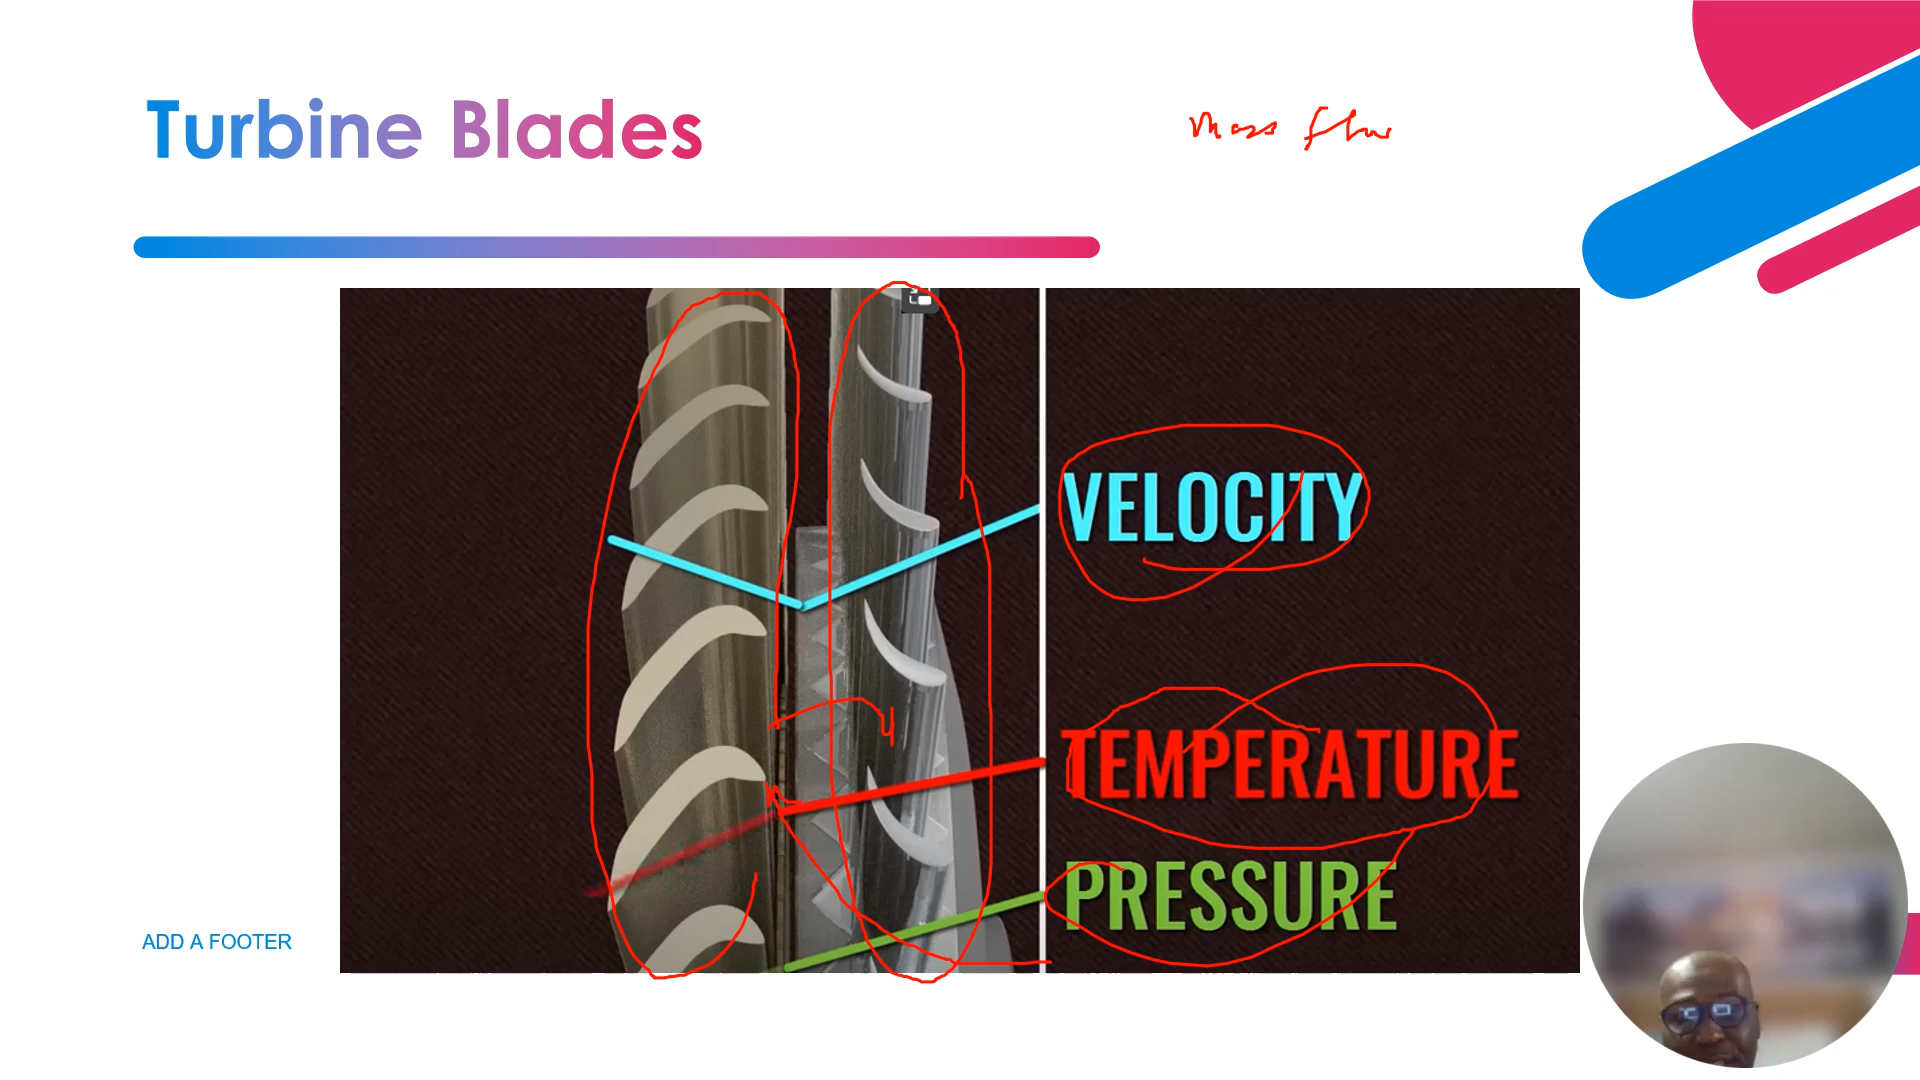 Turbine Blades
mass flow
VELOCITY
TEMPERATURE
PRESSURE
ADD A FOOTER